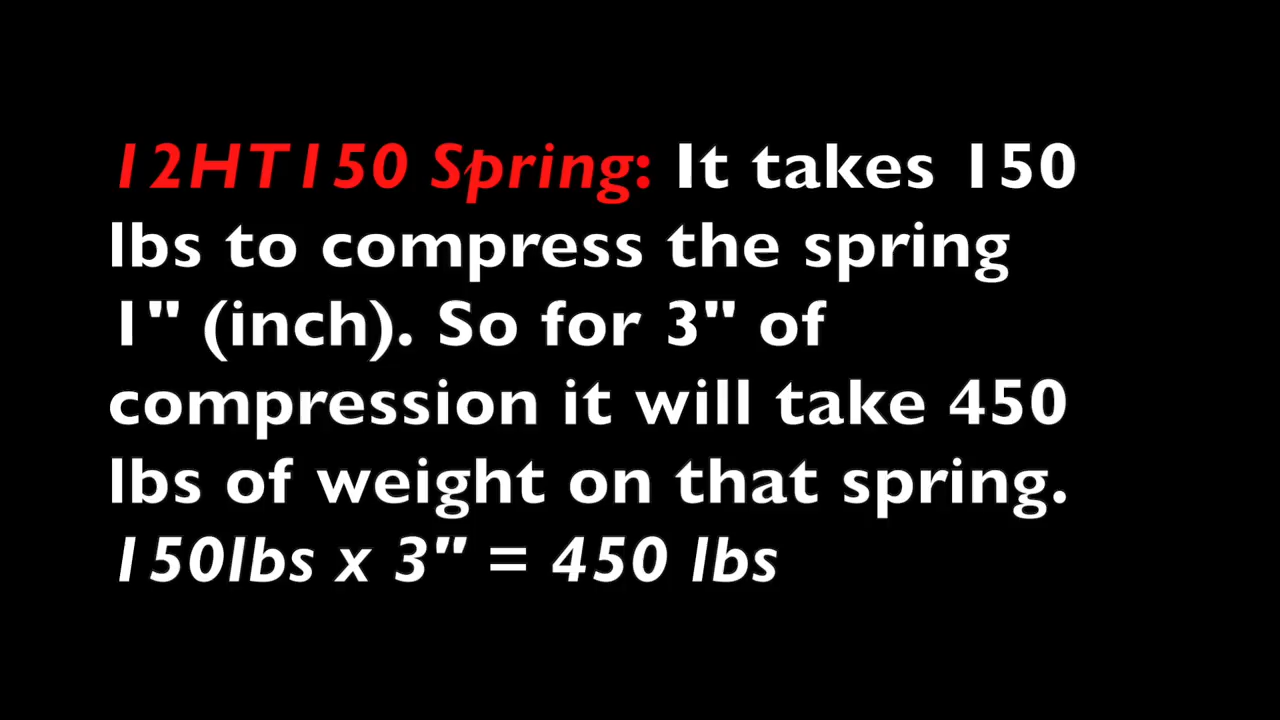 12HT150 Spring: It takes 150
lbs to compress the spring
1" (inch). So for 3" of
compression it will take 450
lbs of weight on that spring.
150lbs x 3" = 450 lbs